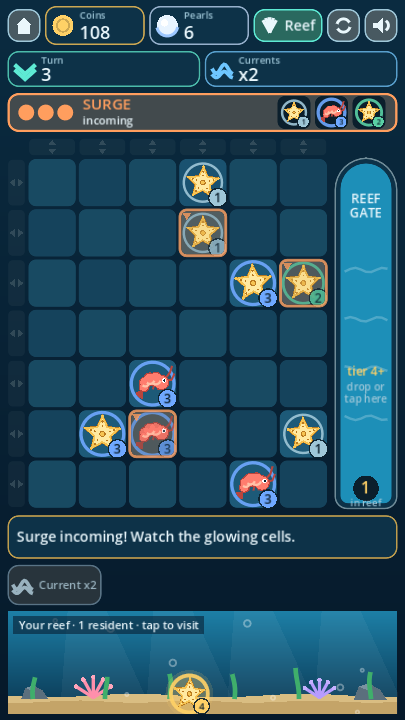 Coins
108
Pearls
6
Reef
Turn
3
Currents
x2
SURGE
incoming
1
3
2
1
1
3
2
REEF
GATE
3
tier 4+
drop or
tap here
3
3
1
3
1
in reef
Surge incoming! Watch the glowing cells.
Current x2
Your reef · 1 resident · tap to visit
4